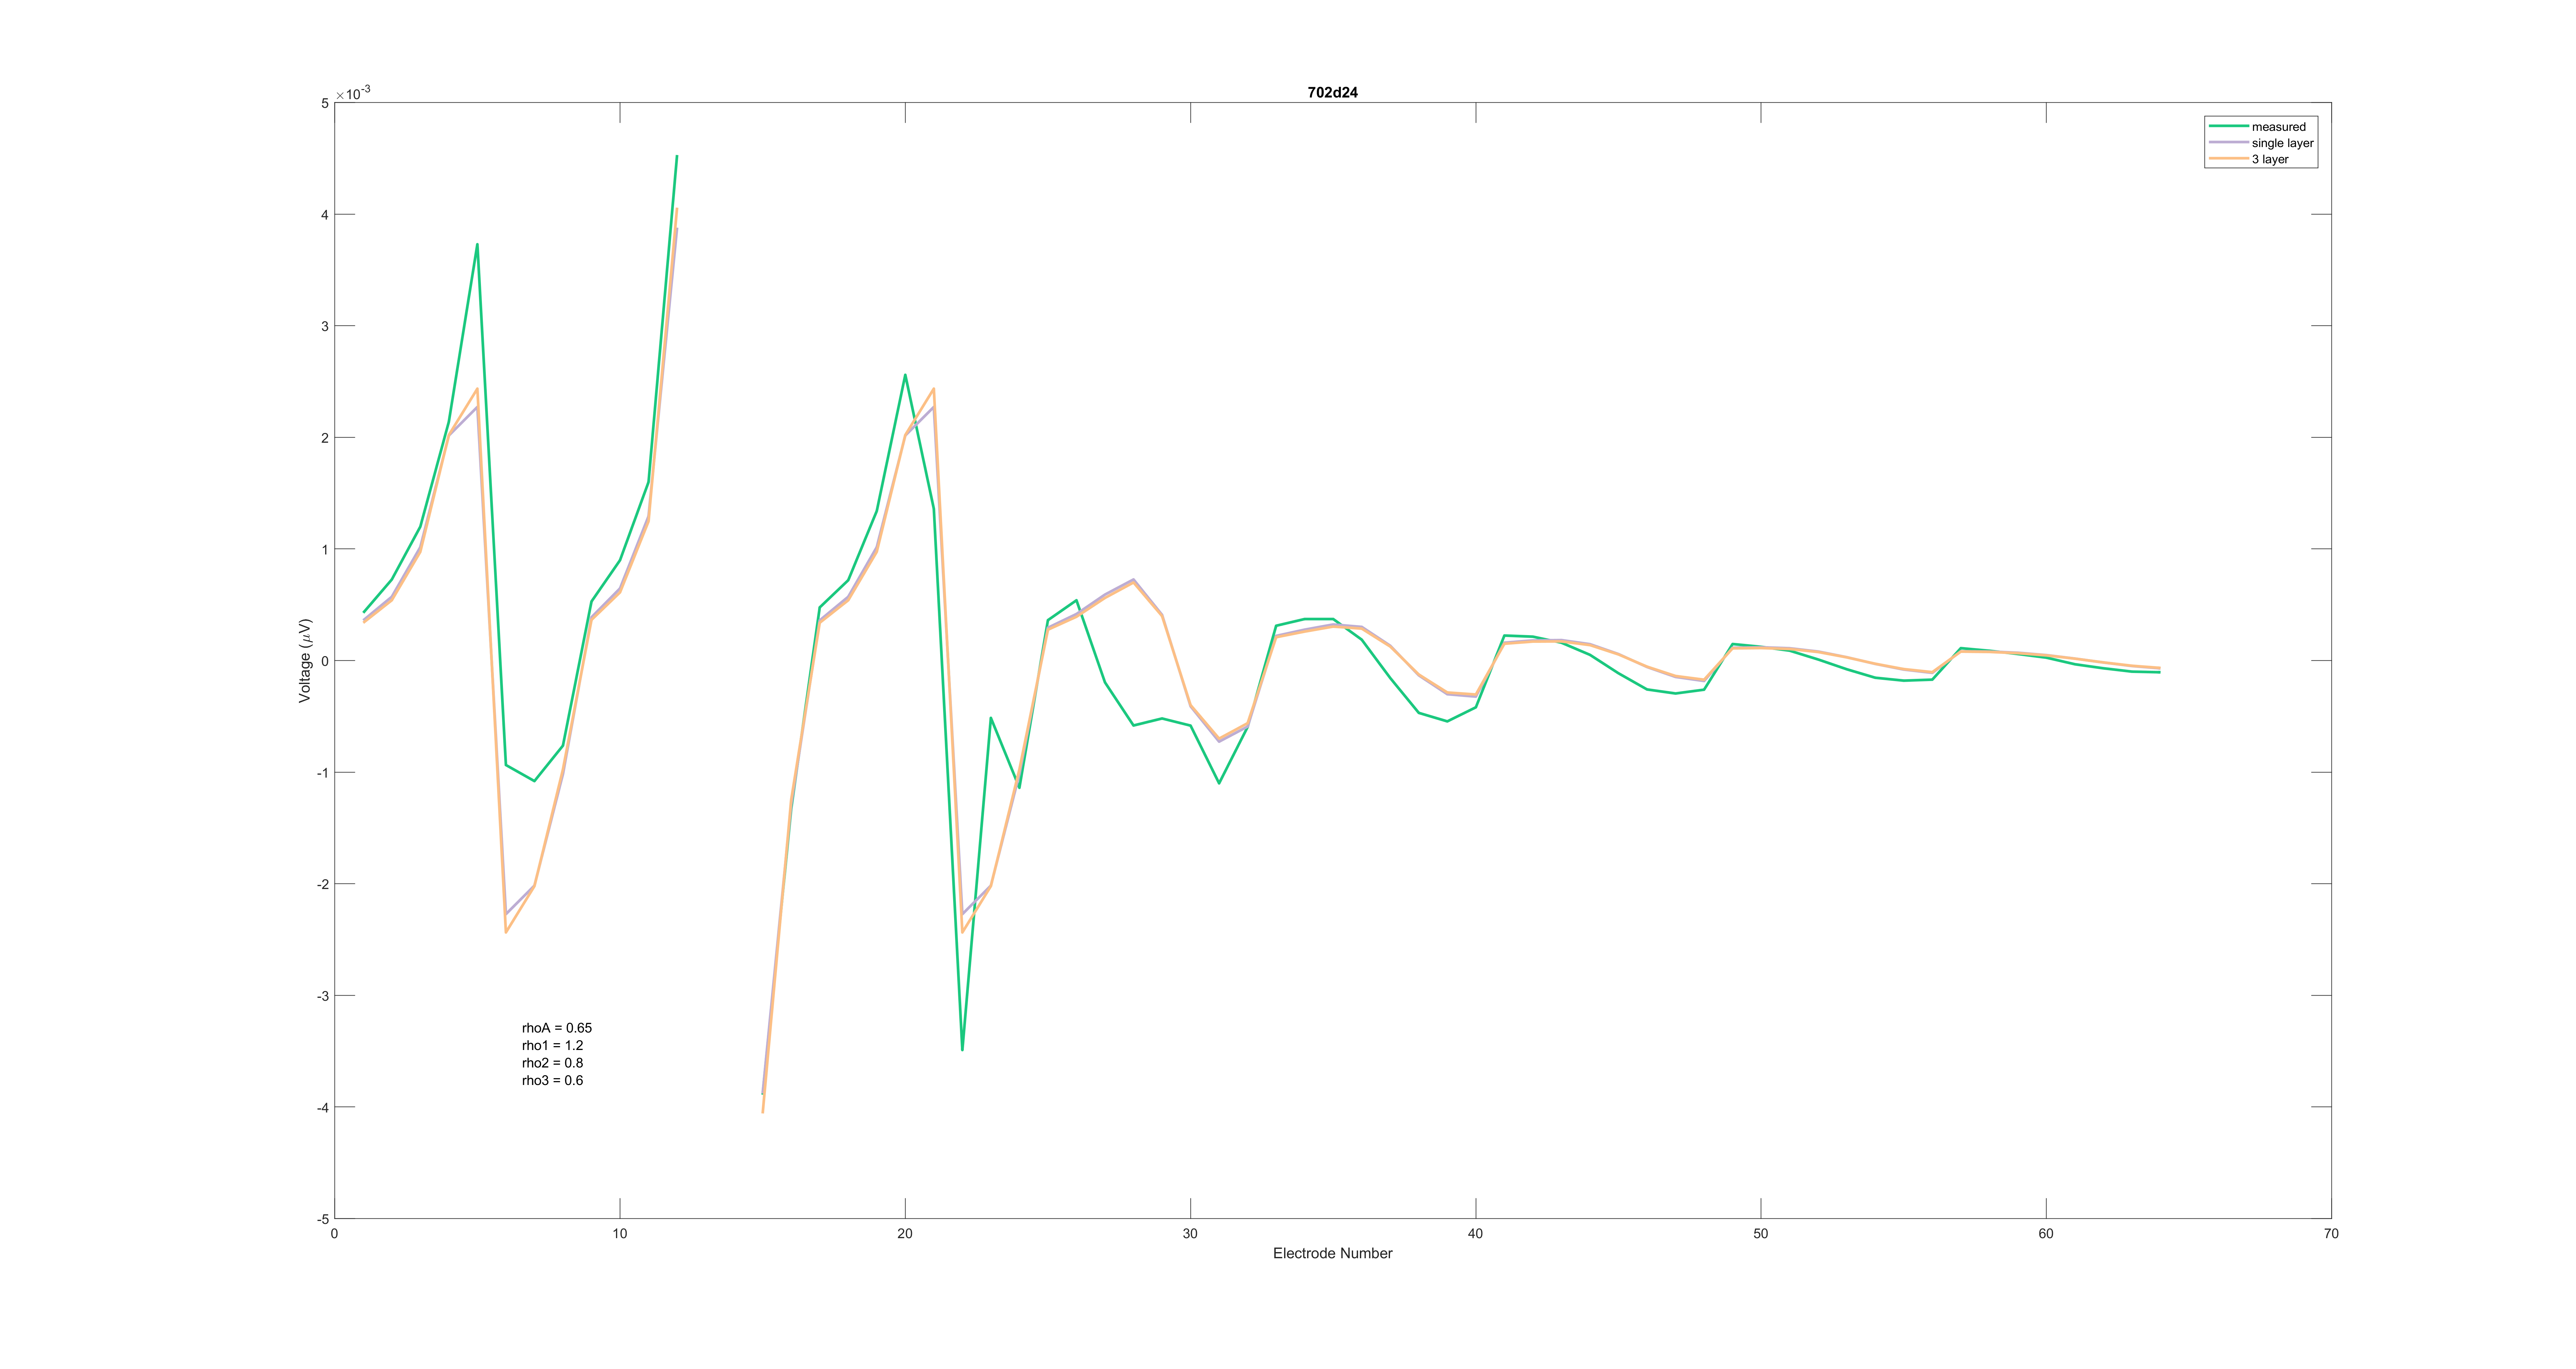 702d24
×10-3
5
4
3
2
1
0
-1
-2
-3
-4
-5
Voltage (μV)
measured
single layer
3 layer
rhoA = 0.65
rho1 = 1.2
rho2 = 0.8
rho3 = 0.6
0 10 20 30 40 50 60 70
Electrode Number